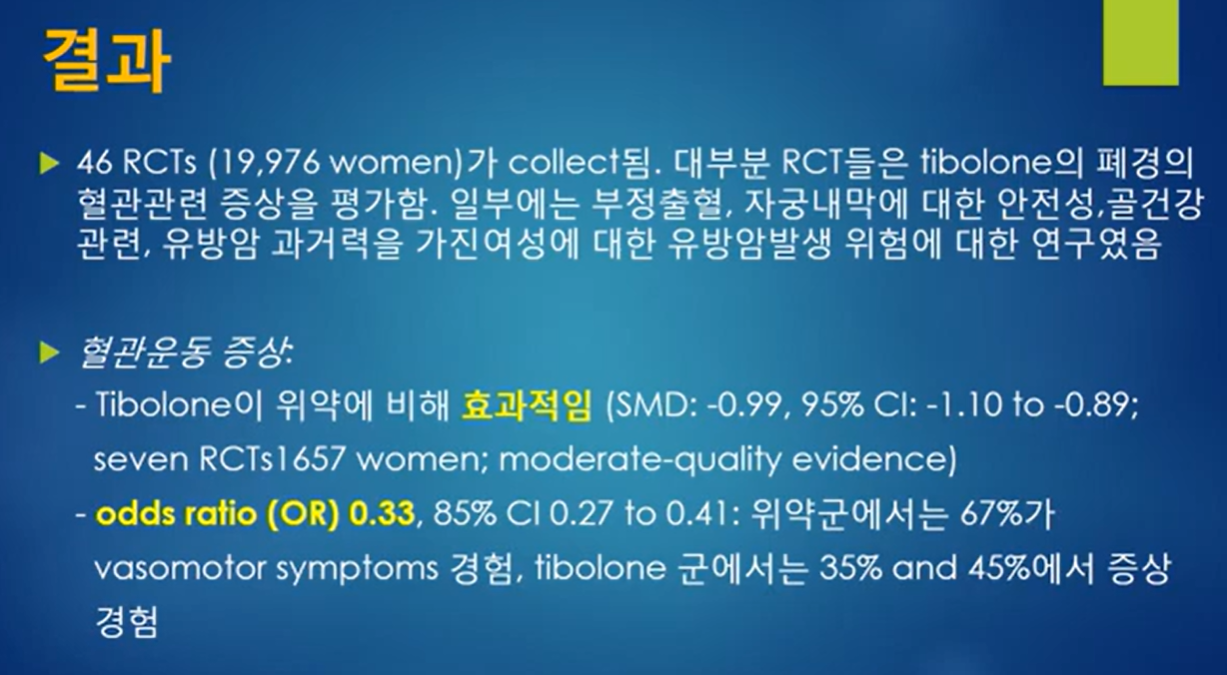 결과
46 RCTs (19,976 women)가 collect됨. 대부분 RCT들은 tibolone의 폐경의
혈관관련 증상을 평가함. 일부에는 부정출혈, 자궁내막에 대한 안전성,골건강
관련, 유방암 과거력을 가진여성에 대한 유방암발생 위험에 대한 연구였음
혈관운동 증상:
- Tibolone이 위약에 비해 효과적임 (SMD: -0.99, 95% CI: -1.10 to -0.89;
seven RCTs1657 women; moderate-quality evidence)
- odds ratio (OR) 0.33, 85% CI 0.27 to 0.41: 위약군에서는 67%가
vasomotor symptoms 경험, tibolone 군에서는 35% and 45%에서 증상
경험